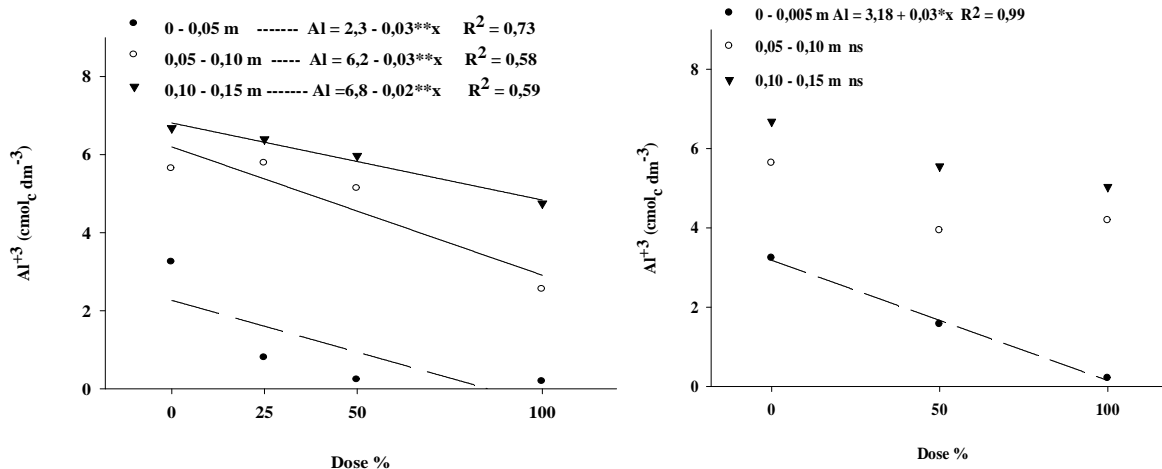 0 - 0,05 m ------- Al = 2,3 - 0,03**x R2 = 0,73
0,05 - 0,10 m ----- Al = 6,2 - 0,03**x R2 = 0,58
0,10 - 0,15 m ------- Al =6,8 - 0,02**x R2 = 0,59
8
6
4
2
0
Al+3 (cmolc dm-3)
0 25 50 100
Dose %
0 - 0,005 m Al = 3,18 + 0,03*x R2 = 0,99
0,05 - 0,10 m ns
0,10 - 0,15 m ns
8
6
4
2
0
Al+3 (cmolc dm-3)
0 50 100
Dose %